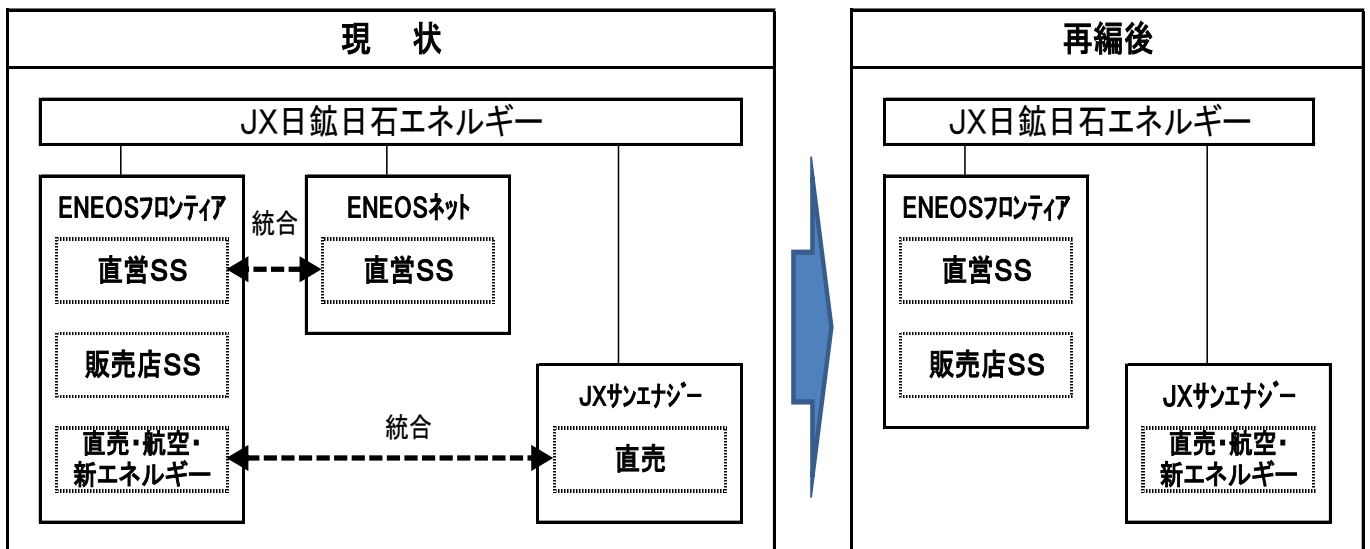 現 状
JX日鉱日石エネルギー
ENEOSフロンティア
直営SS
販売店SS
直売・航空・
新エネルギー
統合
ENEOSネット
直営SS
統合
JXサンエナジー
直売
再編後
JX日鉱日石エネルギー
ENEOSフロンティア
直営SS
販売店SS
JXサンエナジー
直売・航空・
新エネルギー